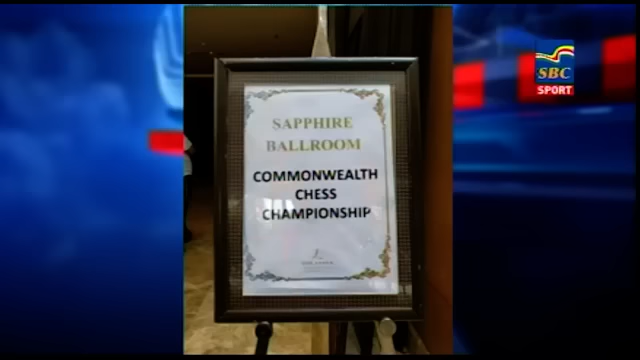 SBC
SPORT
SAPPHIRE
BALLROOM
COMMONWEALTH
CHESS
CHAMPIONSHIP